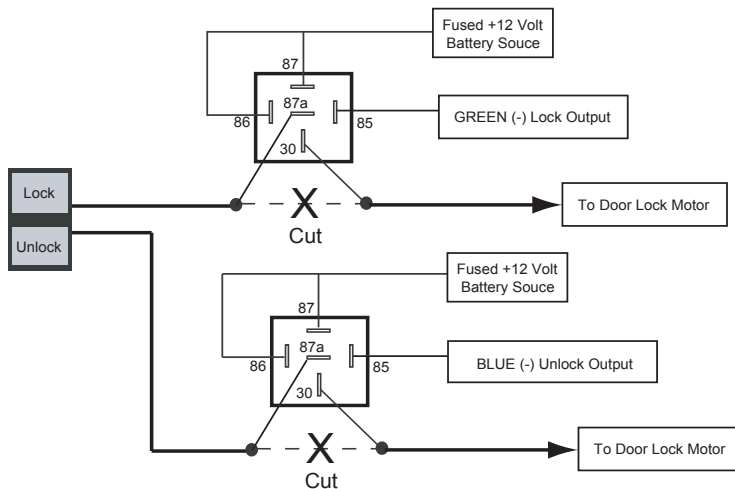 Fused +12 Volt
Battery Souce
87
87a
86
85
GREEN (-) Lock Output
30
Lock
X
To Door Lock Motor
Cut
Unlock
Fused +12 Volt
Battery Souce
87
87a
86
85
BLUE (-) Unlock Output
30
X
To Door Lock Motor
Cut